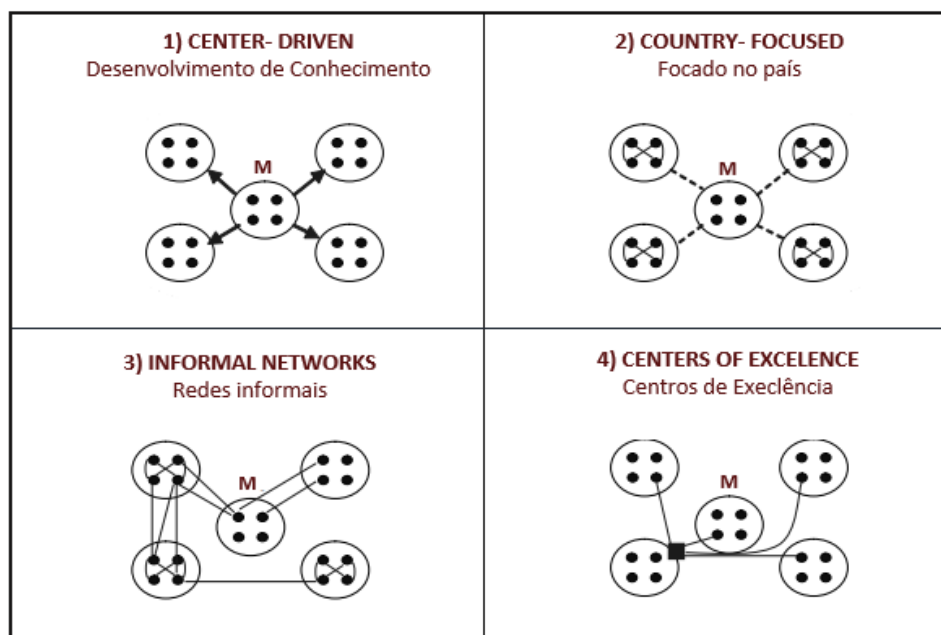 1) CENTER- DRIVEN
Desenvolvimento de Conhecimento
M
2) COUNTRY- FOCUSED
Focado no país
M
3) INFORMAL NETWORKS
Redes informais
M
4) CENTERS OF EXCELENCE
Centros de Execlência
M